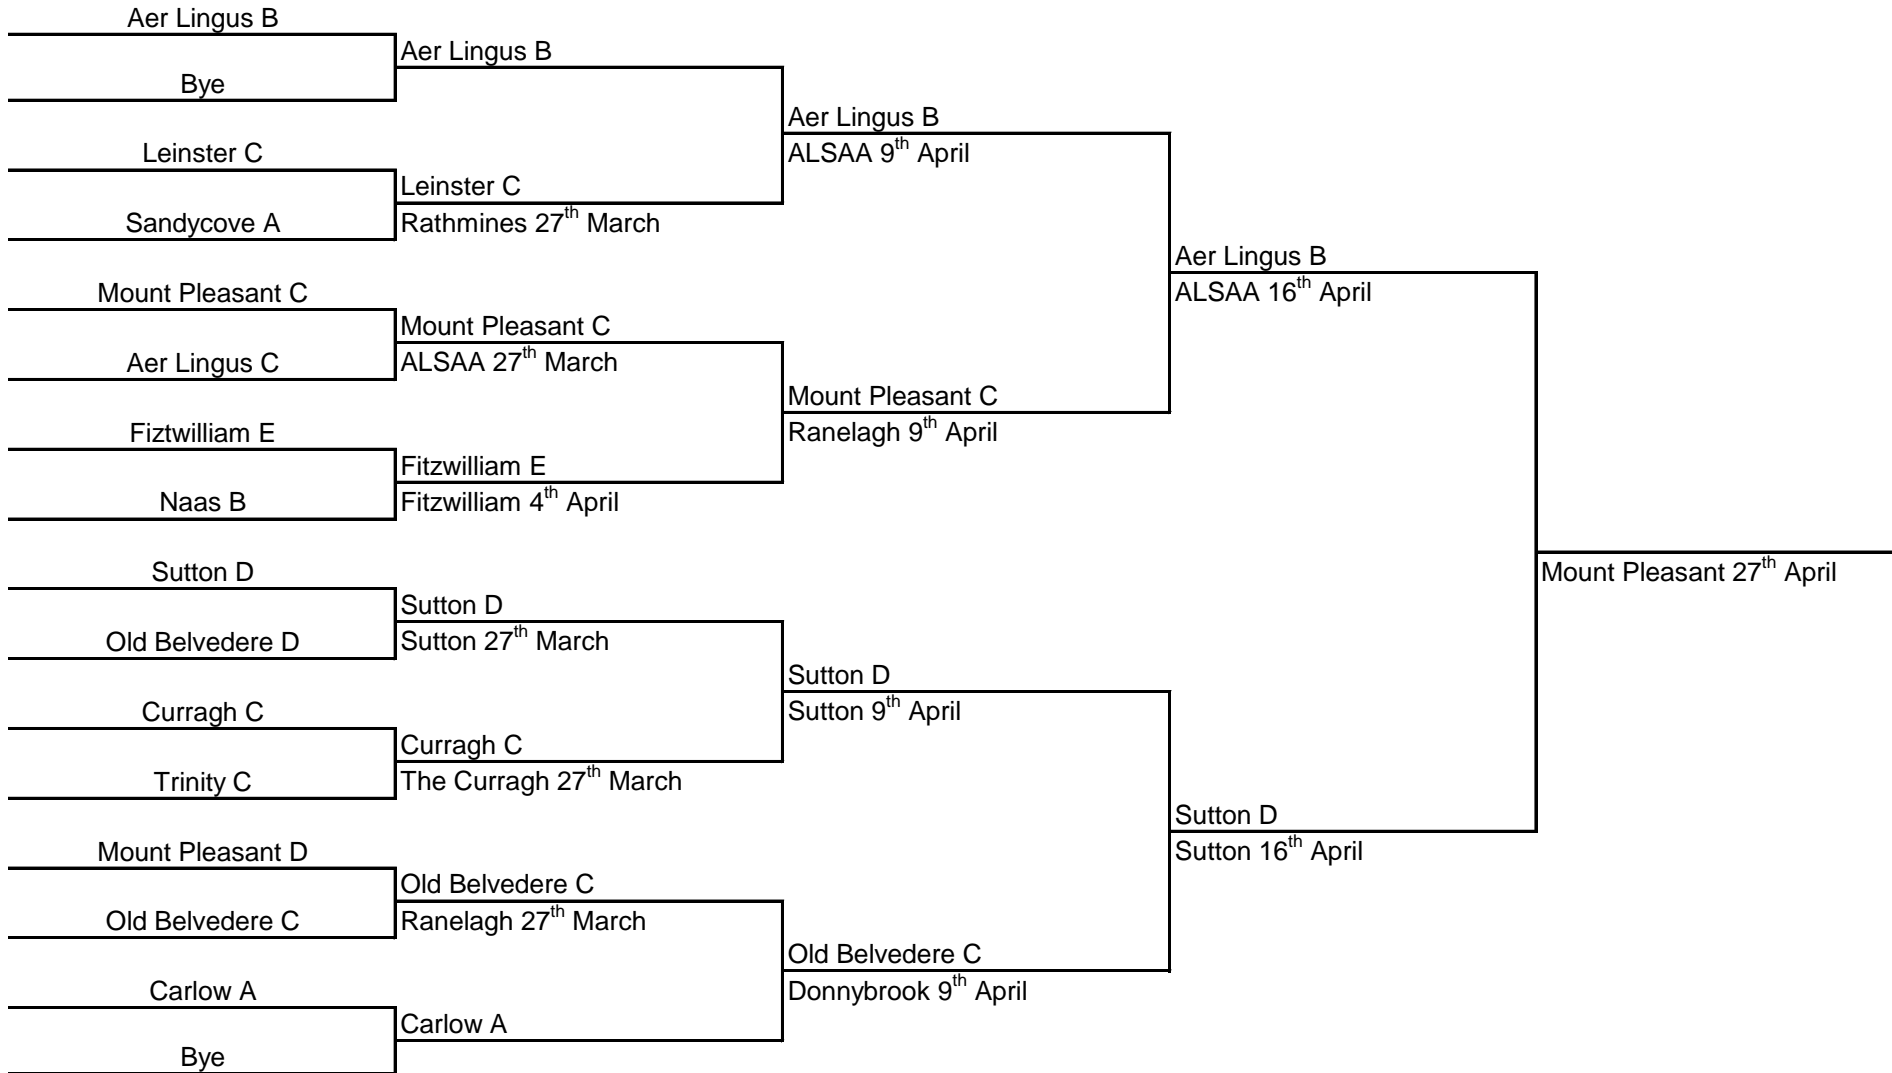 Aer Lingus B
Aer Lingus B
Bye
Aer Lingus B
Leinster C
ALSAA 9th April
Leinster C
Sandycove A
Rathmines 27th March
Aer Lingus B
Mount Pleasant C
ALSAA 16th April
Mount Pleasant C
Aer Lingus C
ALSAA 27th March
Mount Pleasant C
Fiztwilliam E
Ranelagh 9th April
Fitzwilliam E
Naas B
Fitzwilliam 4th April
Sutton D
Mount Pleasant 27th April
Sutton D
Old Belvedere D
Sutton 27th March
Sutton D
Curragh C
Sutton 9th April
Curragh C
Trinity C
The Curragh 27th March
Sutton D
Mount Pleasant D
Sutton 16th April
Old Belvedere C
Old Belvedere C
Ranelagh 27th March
Old Belvedere C
Carlow A
Donnybrook 9th April
Carlow A
Bye